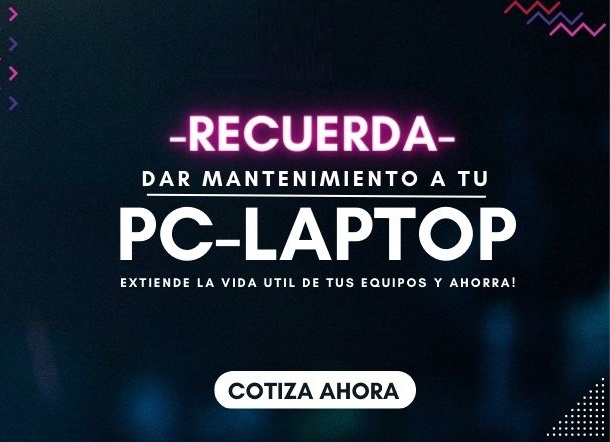 -RECUERDA-
DAR MANTENIMIENTO A TU
PC-LAPTOP
EXTIENDE LA VIDA UTIL DE TUS EQUIPOS Y AHORRA!
COTIZA AHORA